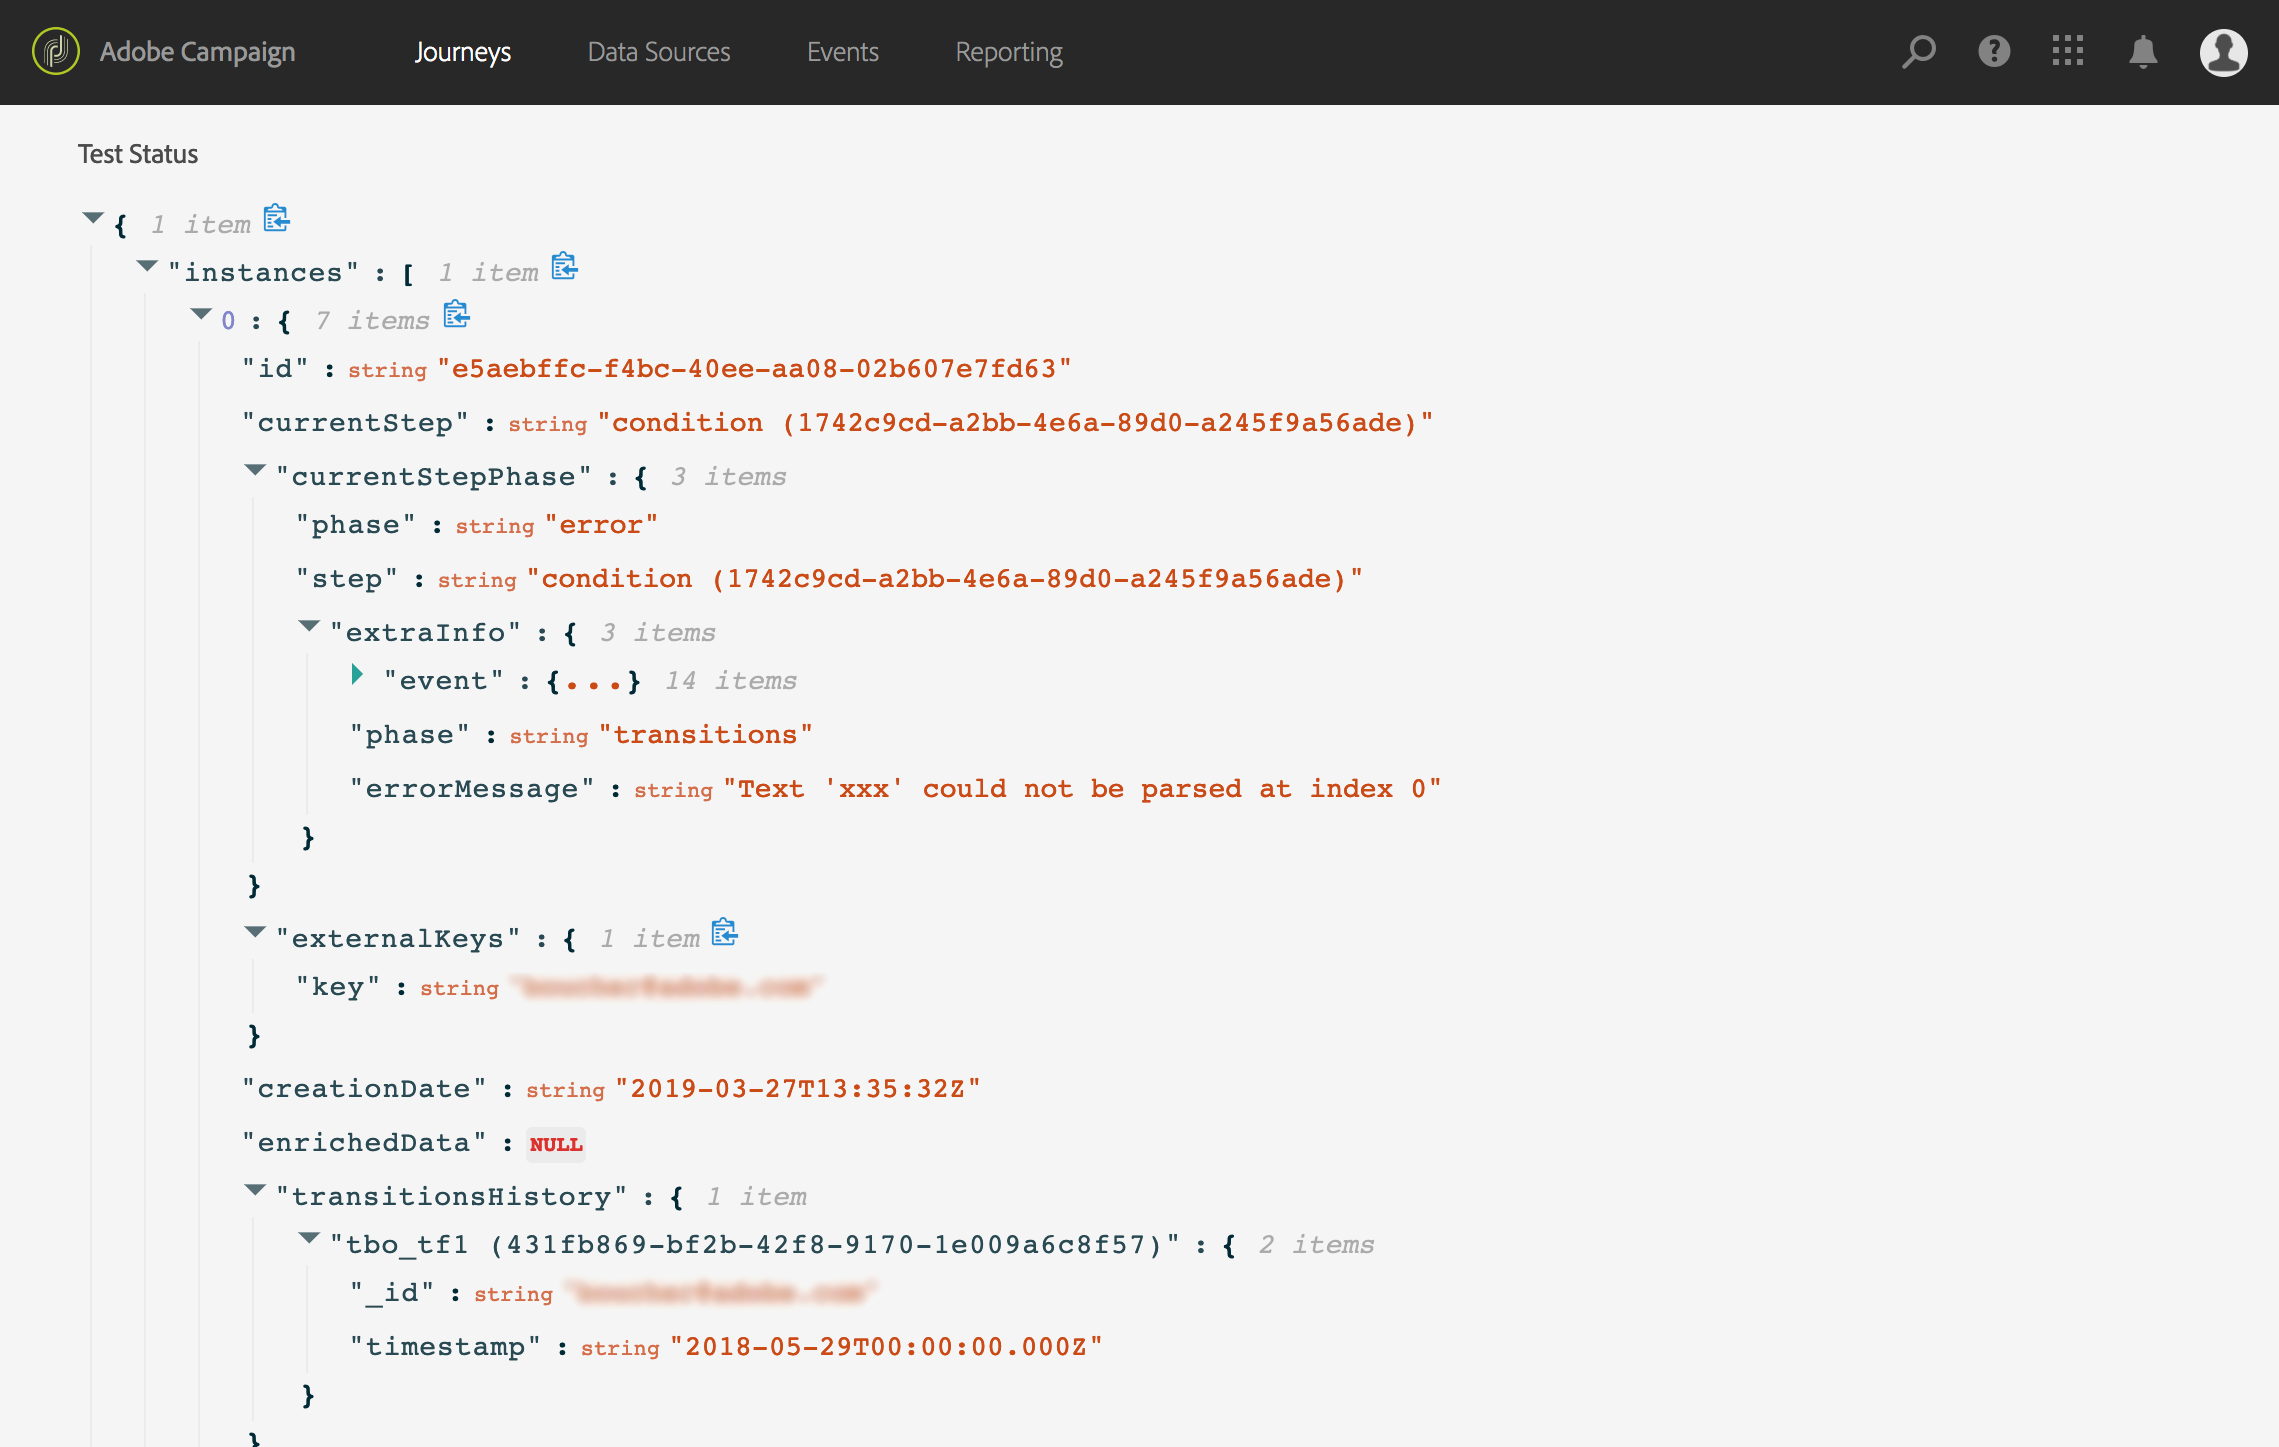 Adobe Campaign Journeys Data Sources Events Reporting
Test Status
{ 1 item
"instances" : [ 1 item
0 : { 7 items
"id" : string "e5aebffc-f4bc-40ee-aa08-02b607e7fd63"
"currentStep" : string "condition (1742c9cd-a2bb-4e6a-89d0-a245f9a56ade)"
"currentStepPhase" : { 3 items
"phase" : string "error"
"step" : string "condition (1742c9cd-a2bb-4e6a-89d0-a245f9a56ade)"
"extraInfo" : { 3 items
"event" : {...} 14 items
"phase" : string "transitions"
"errorMessage" : string "Text 'xxx' could not be parsed at index 0"
}
}
"externalKeys" : { 1 item
"key" : string
}
"creationDate" : string "2019-03-27T13:35:32Z"
"enrichedData" : NULL
"transitionsHistory" : { 1 item
"tbo_tf1 (431fb869-bf2b-42f8-9170-1e009a6c8f57)" : { 2 items
"_id" : string
"timestamp" : string "2018-05-29T00:00:00.000Z"
}
}